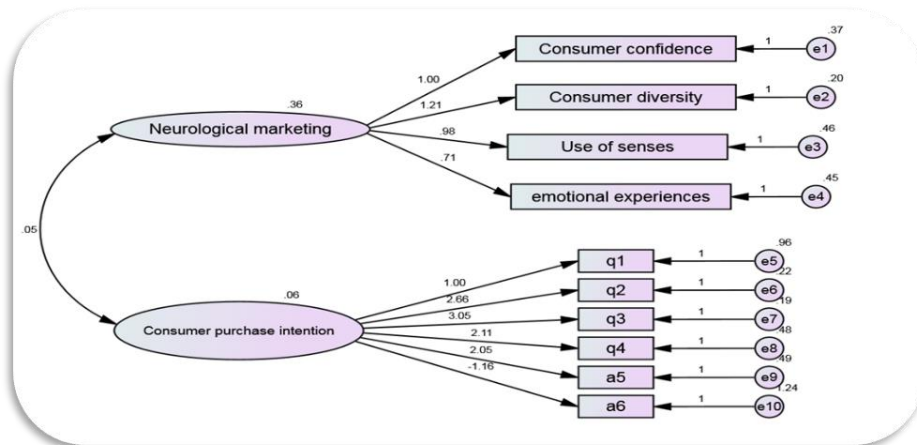 .37
Consumer confidence
1
e1
1.00
.20
.36
1.21
Consumer diversity
1
e2
Neurological marketing
.98
.46
Use of senses
1
e3
.71
.45
emotional experiences
1
e4
.05
.96
q1
1
e5
1.00
.22
.06
2.66
q2
1
e6
3.05
.19
Consumer purchase intention
q3
1
e7
2.11
.48
q4
1
e8
2.05
.49
a5
1
e9
-1.16
1.24
a6
1
e10